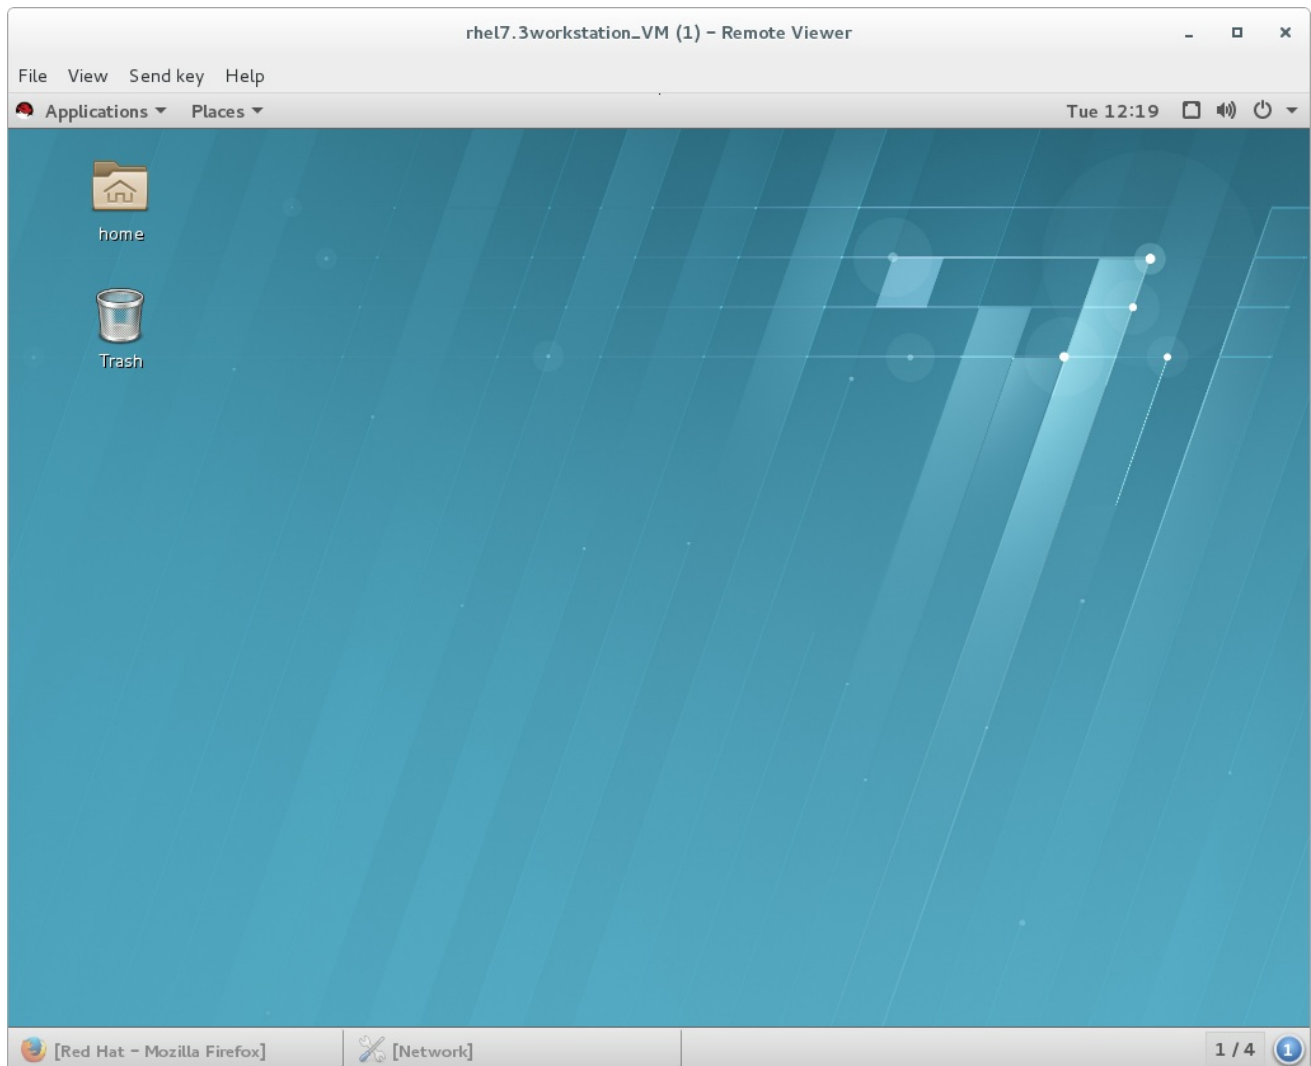 rhel7.3workstation_VM (1) – Remote Viewer
File View Send key Help
Applications Places Tue 12:19
home
Trash
[Red Hat – Mozilla Firefox] [Network] 1 / 4 1